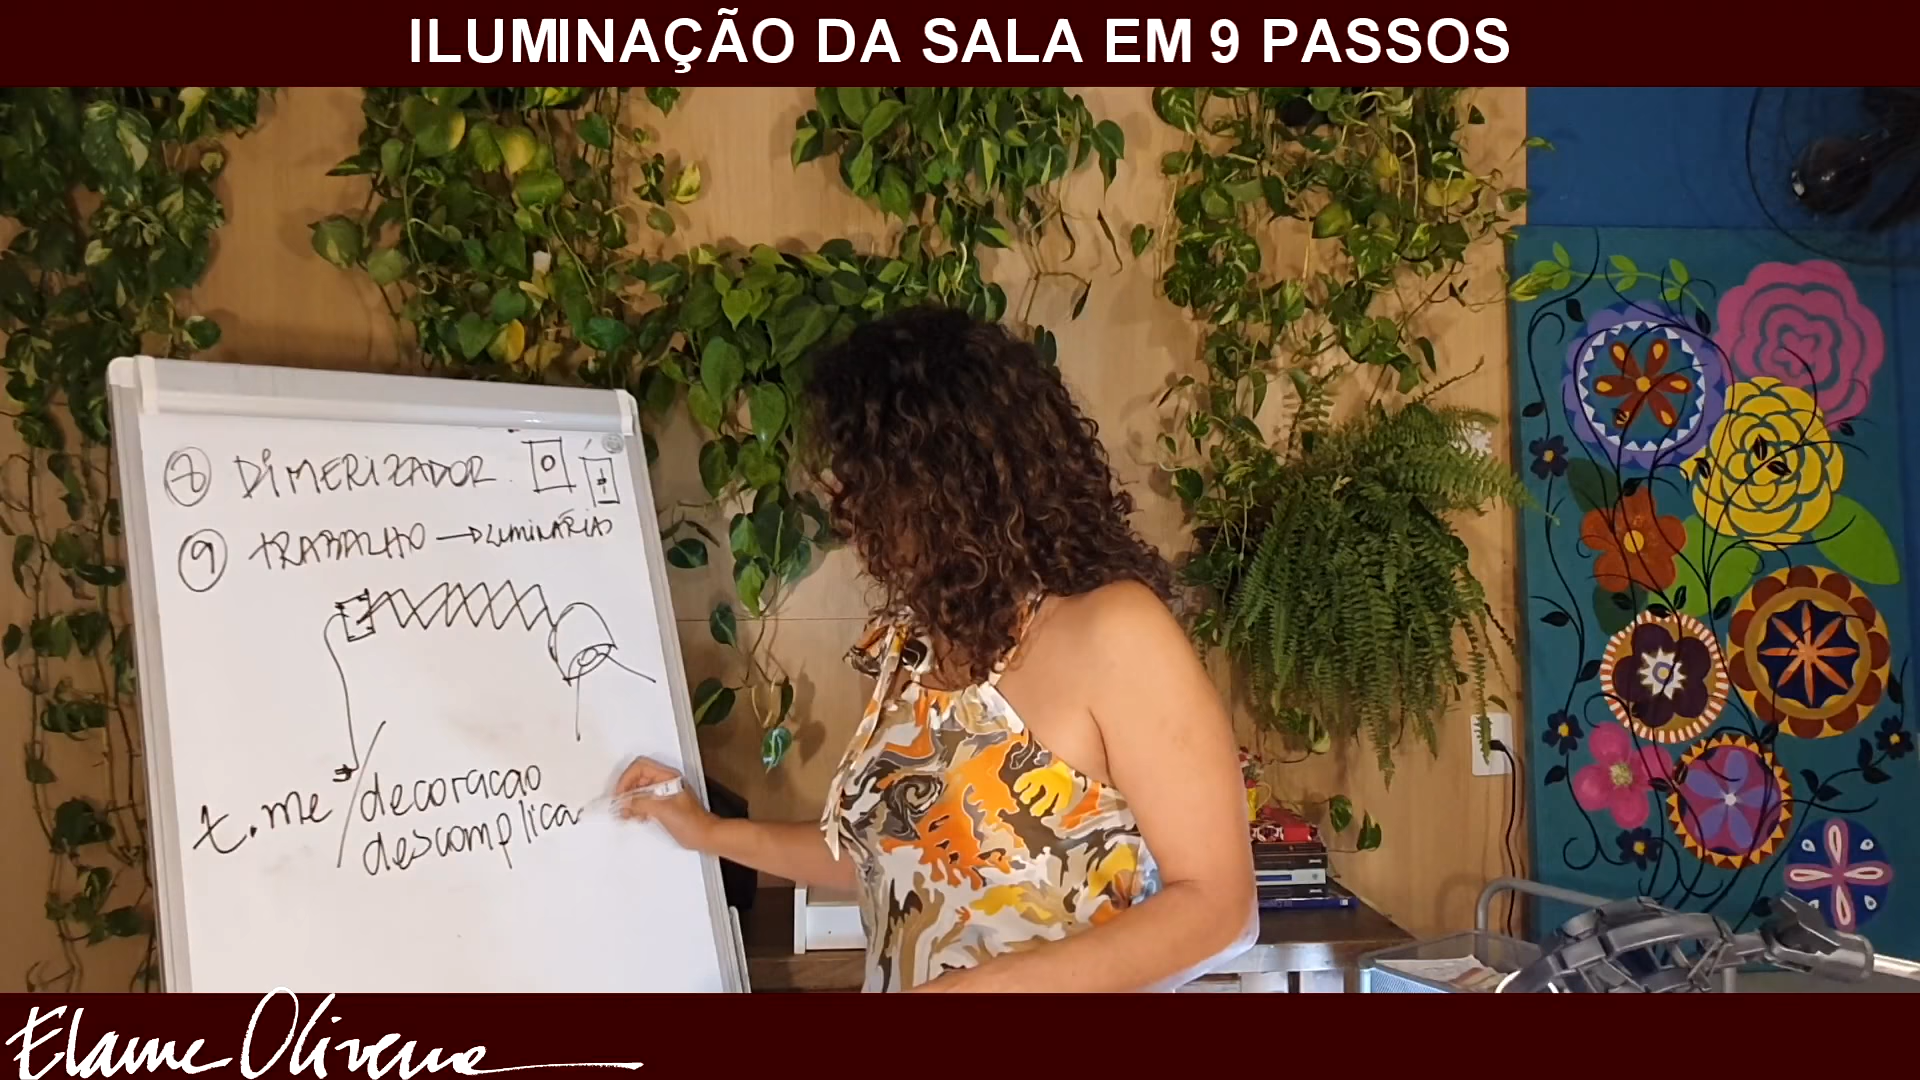 ILUMINAÇÃO DA SALA EM 9 PASSOS
8 DIMERIZADOR.
9 TRABALHO → LUMINÁRIAS
t.me/decoracao
descomplica
Elaine Oliveira